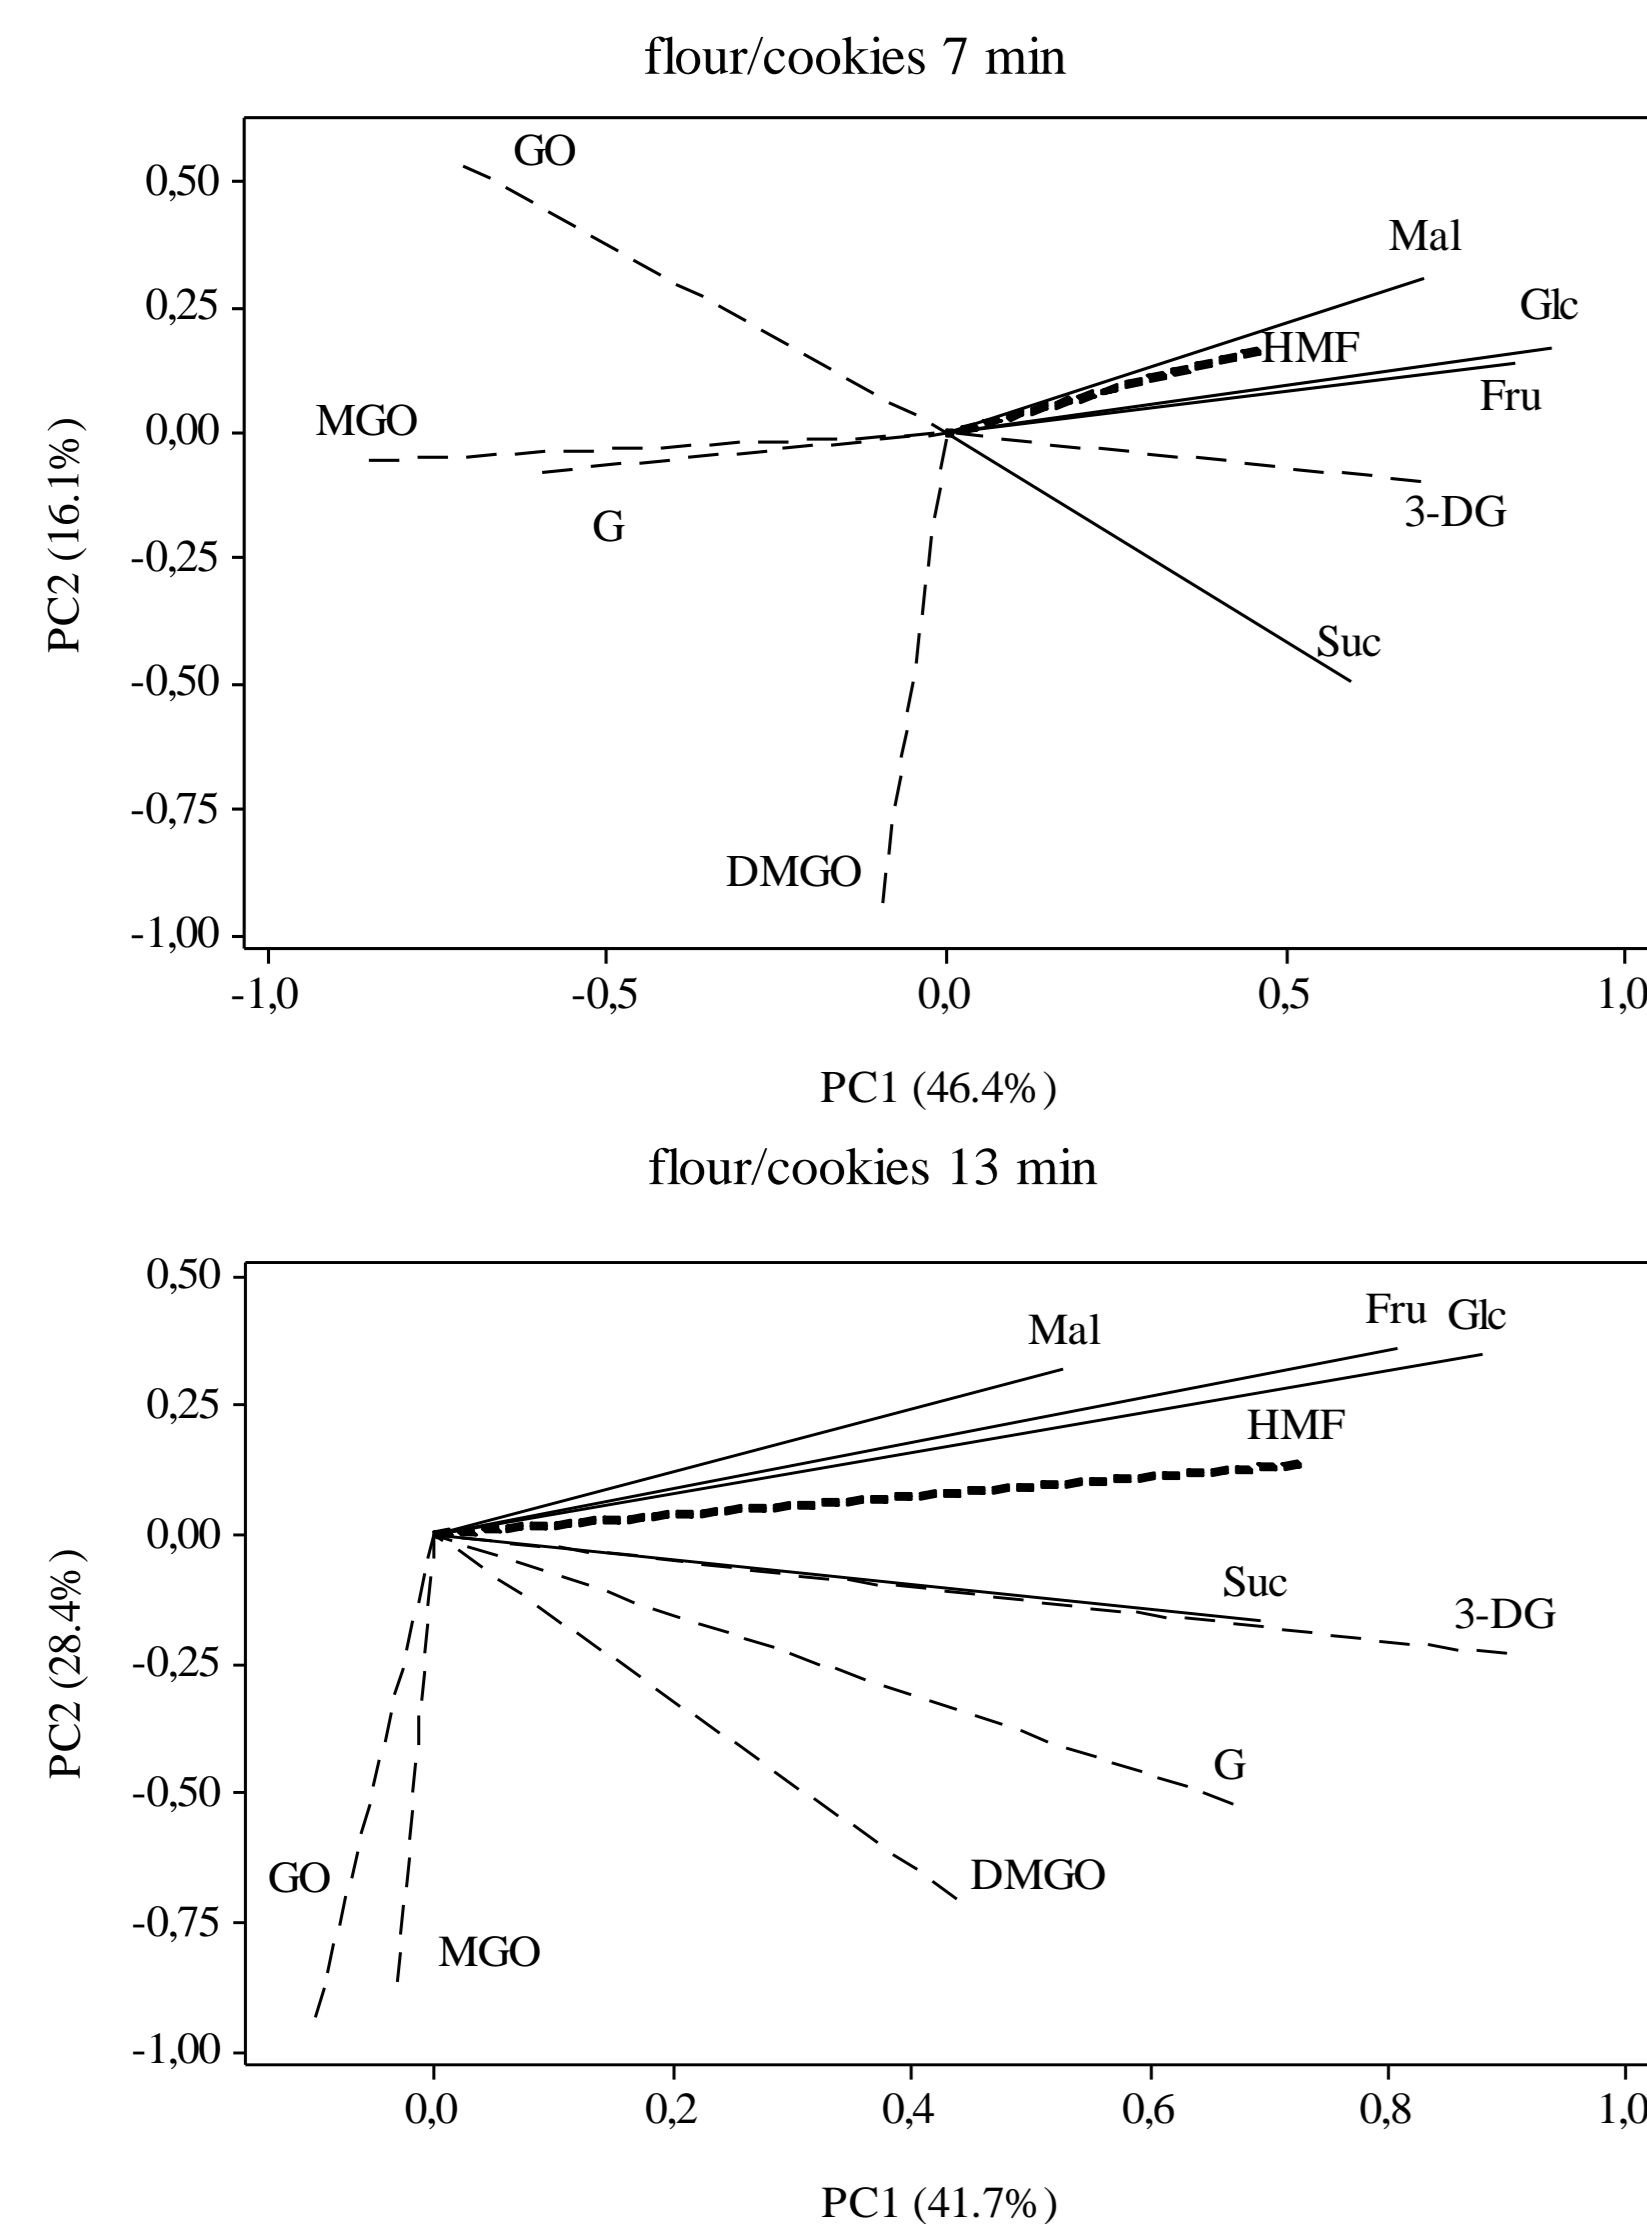 flour/cookies 7 min
GO
0,50
Mal
0,25
Glc
HMF
Fru
MGO
0,00
3-DG
G
-0,25
PC2 (16.1%)
Suc
-0,50
-0,75
DMGO
-1,00
-1,0 -0,5 0,0 0,5 1,0
PC1 (46.4%)
flour/cookies 13 min
0,50
Mal
Fru
Glc
0,25
HMF
0,00
Suc
3-DG
-0,25
PC2 (28.4%)
G
-0,50
GO
DMGO
-0,75
MGO
-1,00
0,0 0,2 0,4 0,6 0,8 1,0
PC1 (41.7%)